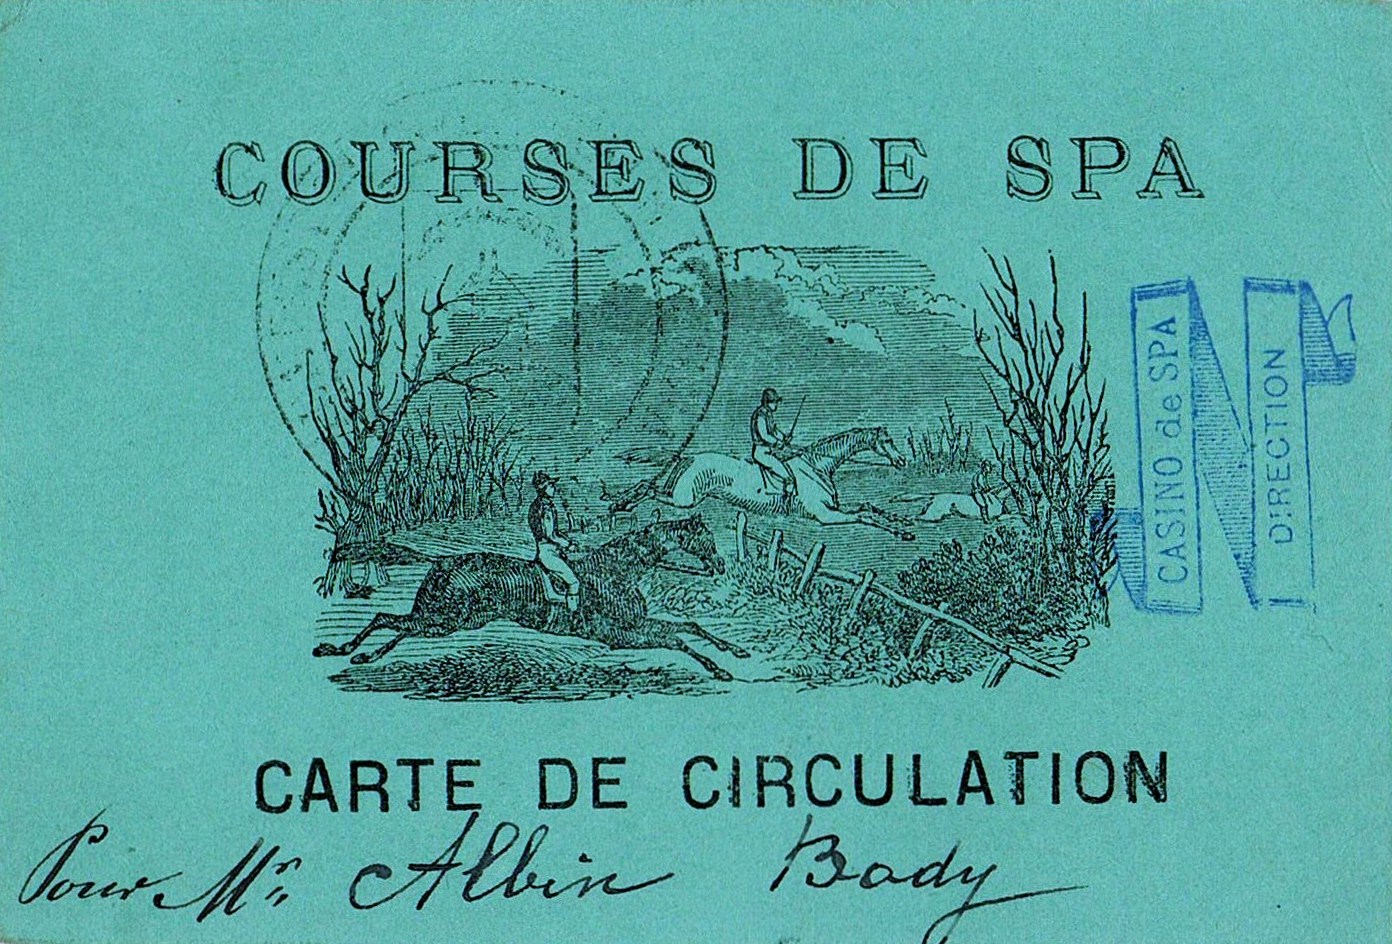 COURSES DE SPA
CASINO de SPA
DIRECTION
CARTE DE CIRCULATION
Pour Mr. Albin Body